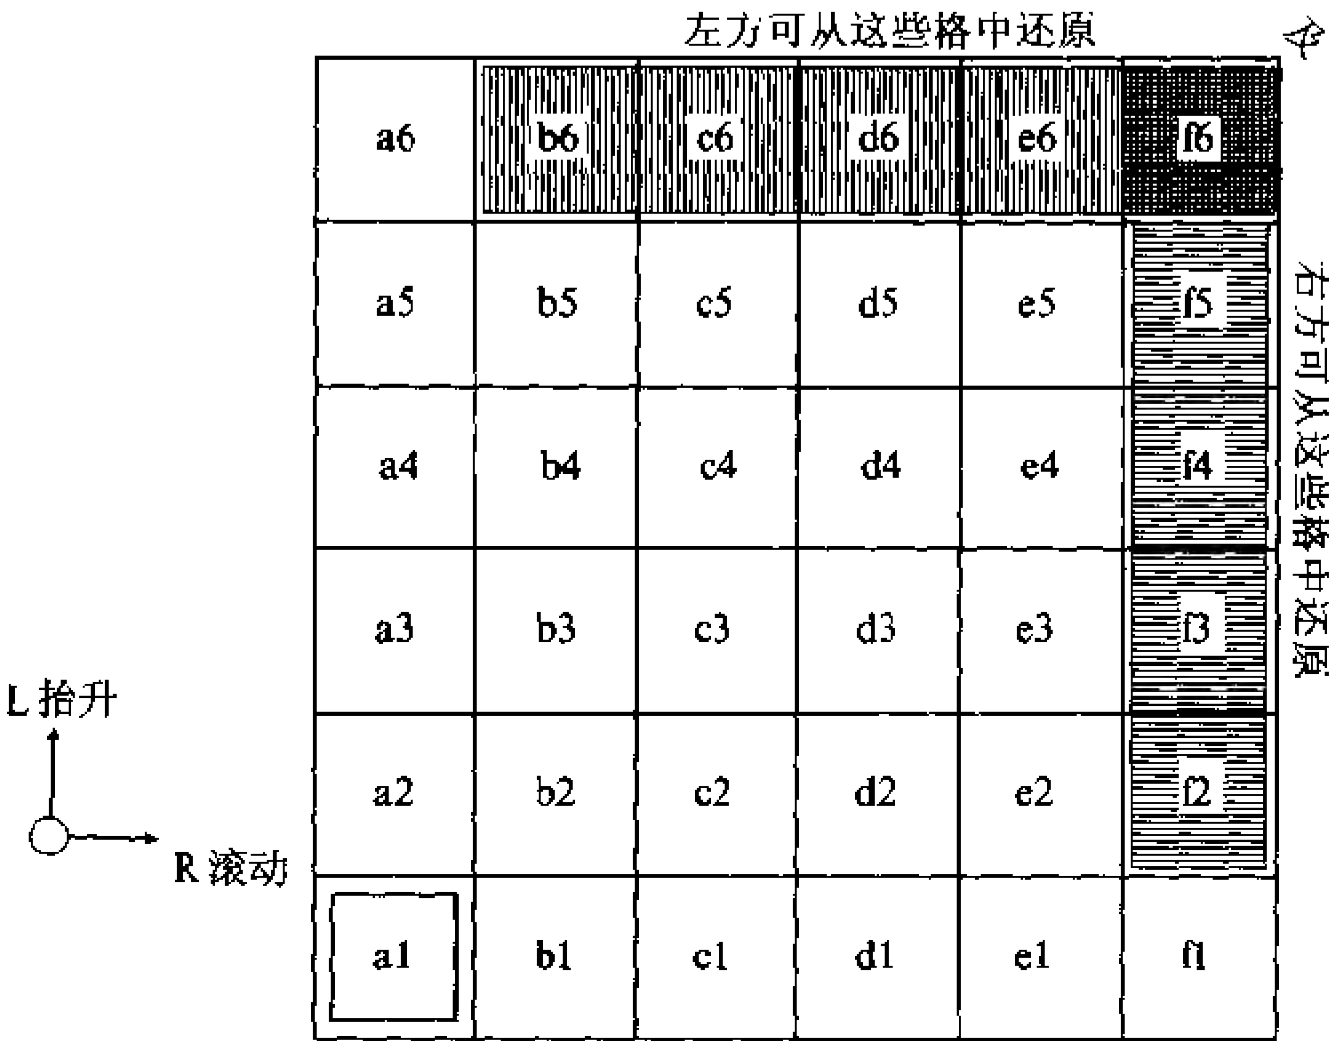 左方可从这些格中还原
a6 b6 c6 d6 e6 f6
a5 b5 c5 d5 e5 f5
a4 b4 c4 d4 e4 f4
a3 b3 c3 d3 e3 f3
a2 b2 c2 d2 e2 f2
a1 b1 c1 d1 e1 f1
右方可从这些格中还原
L 抬升
R 滚动